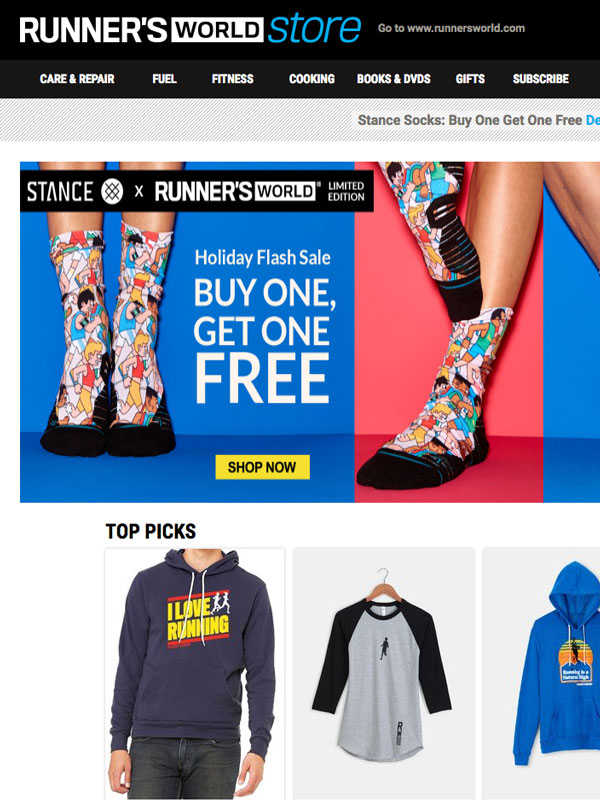 RUNNER'S WORLD store
Go to www.runnersworld.com
CARE & REPAIR FUEL FITNESS COOKING BOOKS & DVDS GIFTS SUBSCRIBE
Stance Socks: Buy One Get One Free De
STANCE x RUNNER'S WORLD® LIMITED EDITION
Holiday Flash Sale
BUY ONE,
GET ONE
FREE
SHOP NOW
TOP PICKS
I LOVE
RUNNING
Running is a
Natural High